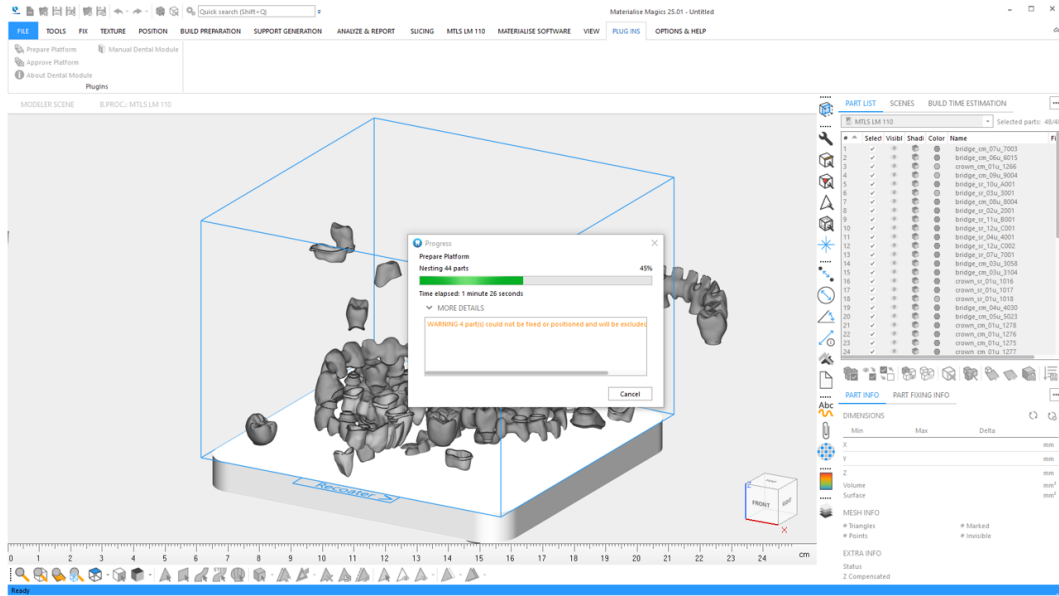 Quick search (Shift+Q)
Materialise Magics 25.01 - Untitled
FILE TOOLS FIX TEXTURE POSITION BUILD PREPARATION SUPPORT GENERATION ANALYZE & REPORT SLICING MTLS LM 110 MATERIALISE SOFTWARE VIEW PLUG INS OPTIONS & HELP
Prepare Platform Manual Dental Module
Approve Platform
About Dental Module
Plugins
MODELER SCENE B.PROC.: MTLS LM 110
PART LIST SCENES BUILD TIME ESTIMATION
MTLS LM 110 Selected parts: 48/4
# Select Visibl Shadi Color Name Fi
1 bridge_cm_07u_7003
2 bridge_cm_06u_6015
3 crown_cm_01u_1266
4 bridge_cm_09u_9004
5 bridge_sr_10u_A001
6 bridge_sr_03u_3001
7 bridge_cm_08u_8004
8 bridge_sr_02u_2001
9 bridge_sr_11u_B001
10 bridge_sr_12u_C001
11 bridge_sr_04u_4001
12 bridge_sr_12u_C002
13 bridge_sr_07u_7001
14 bridge_cm_03u_3058
15 bridge_cm_03u_3104
16 crown_sr_01u_1016
17 crown_sr_01u_1017
18 crown_sr_01u_1018
19 bridge_cm_04u_4030
20 bridge_cm_05u_5023
21 crown_cm_01u_1278
22 crown_cm_01u_1276
23 crown_cm_01u_1275
24 crown_cm_01u_1277
Progress
Prepare Platform
Nesting 44 parts 45%
Time elapsed: 1 minute 26 seconds
MORE DETAILS
WARNING 4 part(s) could not be fixed or positioned and will be excluded
Cancel
Abc
PART INFO PART FIXING INFO
DIMENSIONS
Min Max Delta
X mm
Y mm
Z mm
Volume mm³
Surface mm²
MESH INFO
# Triangles # Marked
# Points # Invisible
EXTRA INFO
Status
Z Compensated
Recoater
Z FRONT RIGHT X
0 1 2 3 4 5 6 7 8 9 10 11 12 13 14 15 16 17 18 19 20 21 22 23 24 cm
Ready